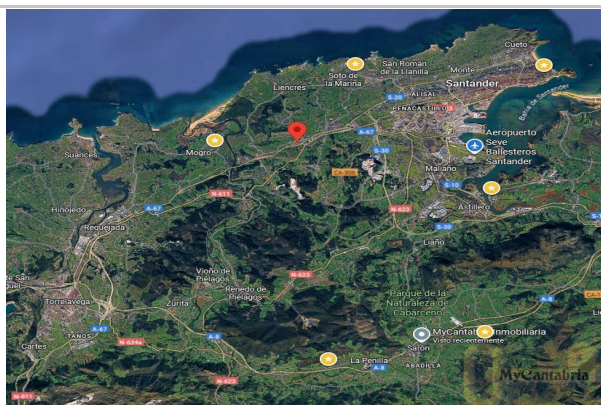 Cueto
San Román
de la Llanilla
Monte
Soto de
la Marina
Liencres
Santander
S-20
ALISAL
PEÑACASTILLO
Bahía de Santander
A-67
Mogro
S-30
Aeropuerto
Seve
Ballesteros
Santander
Suances
CA-309
Maliaño
S-10
N-611
Hinojedo
A-67
N-623
Astillero
Requejada
S-30
Liaño
Vioño de
Piélagos
N-623
Renedo de
Piélagos
Parque de la
Naturaleza de
Cabárceno
A-8
Torrelavega
Zurita
TANOS
A-67
N-634a
A-8
MyCantabria Inmobiliaria
Visto recientemente
Sarón
Cartes
La Penilla
A-8
ABADILLA
N-623
N-611
MyCantabria